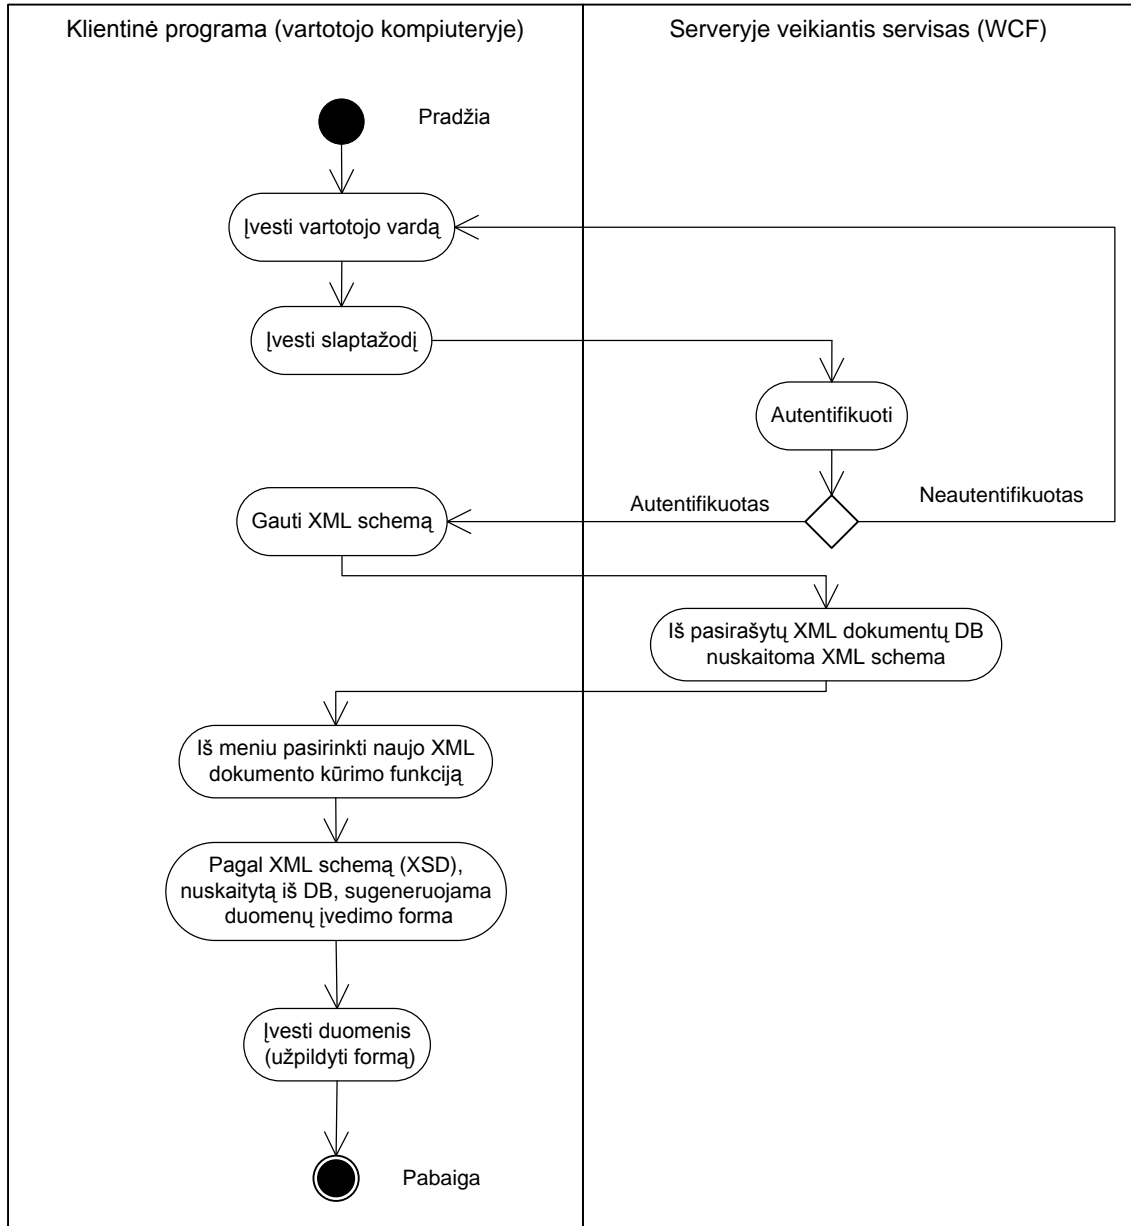 Klientinė programa (vartotojo kompiuteryje)
Serveryje veikiantis servisas (WCF)
Pradžia
Įvesti vartotojo vardą
Įvesti slaptažodį
Autentifikuoti
Autentifikuotas
Neautentifikuotas
Gauti XML schemą
Iš pasirašytų XML dokumentų DB
nuskaitoma XML schema
Iš meniu pasirinkti naujo XML
dokumento kūrimo funkciją
Pagal XML schemą (XSD),
nuskaitytą iš DB, sugeneruojama
duomenų įvedimo forma
Įvesti duomenis
(užpildyti formą)
Pabaiga